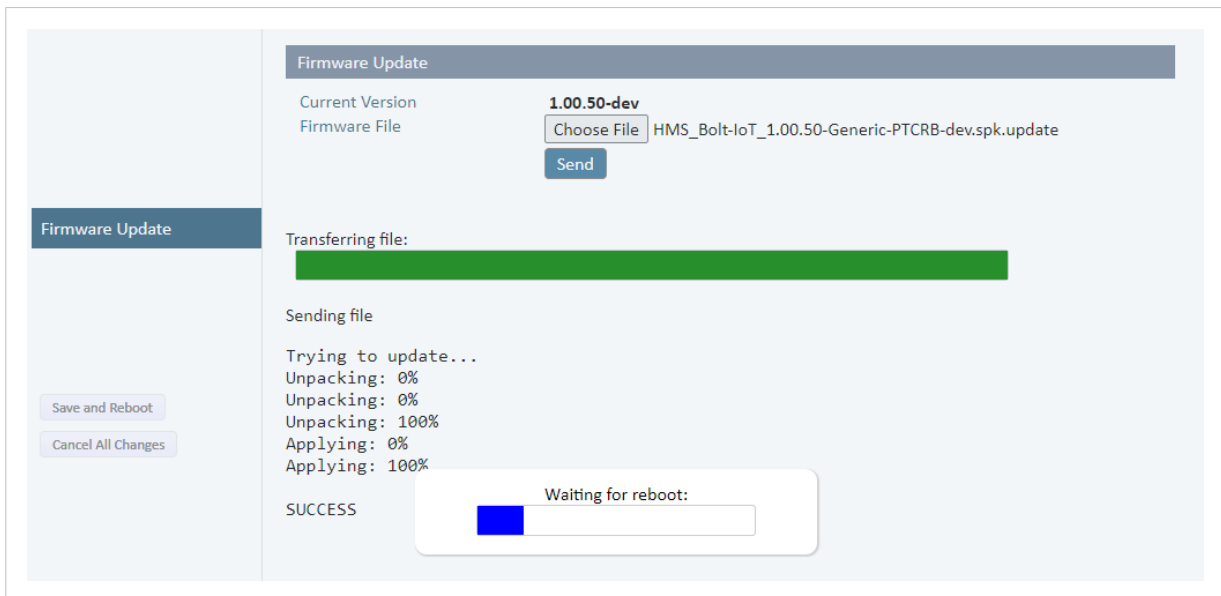 Firmware Update
Current Version 1.00.50-dev
Firmware File Choose File HMS_Bolt-IoT_1.00.50-Generic-PTCRB-dev.spk.update
Send
Firmware Update
Transferring file:
Sending file
Trying to update...
Unpacking: 0%
Unpacking: 0%
Save and Reboot
Unpacking: 100%
Cancel All Changes
Applying: 0%
Applying: 100%
Waiting for reboot:
SUCCESS